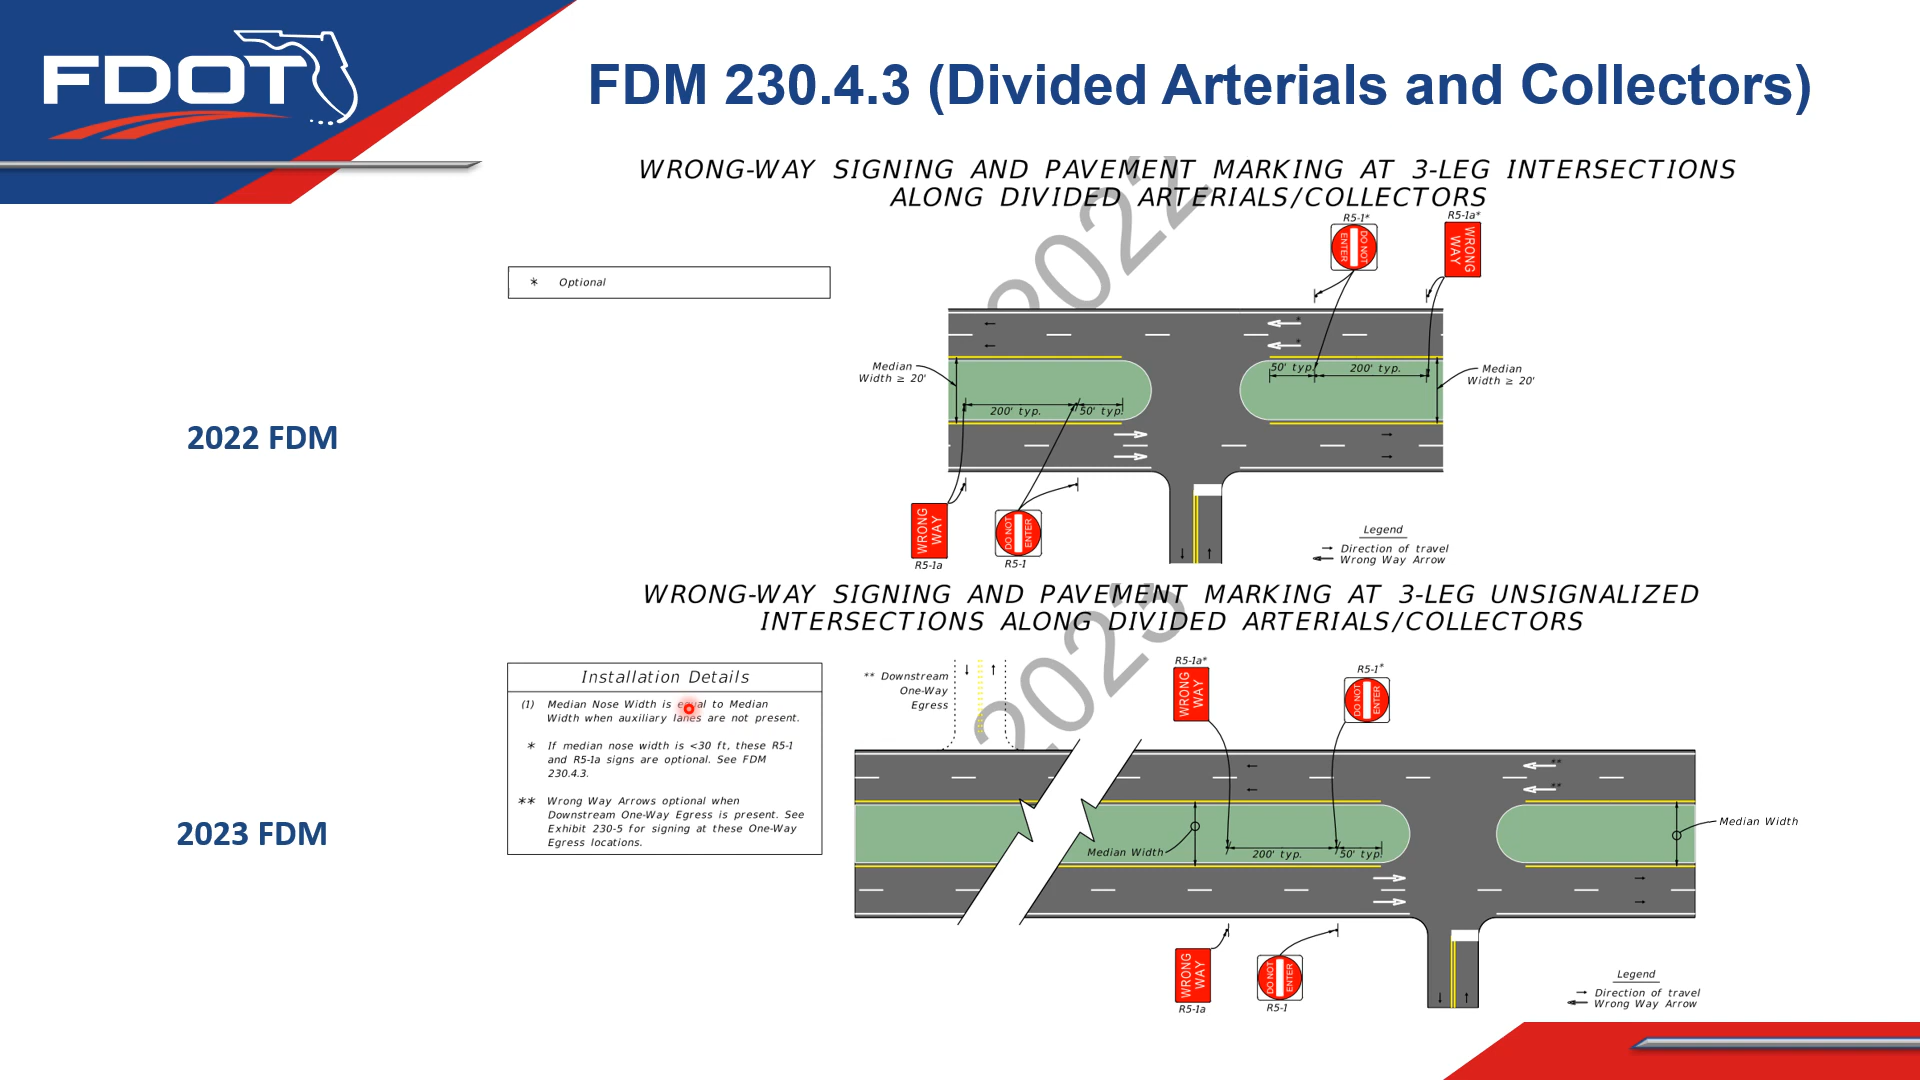 FDOT
FDM 230.4.3 (Divided Arterials and Collectors)
WRONG-WAY SIGNING AND PAVEMENT MARKING AT 3-LEG INTERSECTIONS
ALONG DIVIDED ARTERIALS/COLLECTORS
2022
R5-1*
R5-1a*
DO NOT
ENTER
WRONG
WAY
* Optional
*
*
Median
Width ≥ 20'
50' typ.
200' typ.
Median
Width ≥ 20'
200' typ.
50' typ.
2022 FDM
WRONG
WAY
R5-1a
DO NOT
ENTER
R5-1
Legend
Direction of travel
Wrong Way Arrow
WRONG-WAY SIGNING AND PAVEMENT MARKING AT 3-LEG UNSIGNALIZED
INTERSECTIONS ALONG DIVIDED ARTERIALS/COLLECTORS
2023
Installation Details
(1) Median Nose Width is equal to Median
Width when auxiliary lanes are not present.
* If median nose width is <30 ft, these R5-1
and R5-1a signs are optional. See FDM
230.4.3.
** Wrong Way Arrows optional when
Downstream One-Way Egress is present. See
Exhibit 230-5 for signing at these One-Way
Egress locations.
** Downstream
One-Way
Egress
R5-1a*
WRONG
WAY
R5-1*
DO NOT
ENTER
**
**
Median Width
Median Width
200' typ.
50' typ.
2023 FDM
WRONG
WAY
R5-1a
DO NOT
ENTER
R5-1
Legend
Direction of travel
Wrong Way Arrow